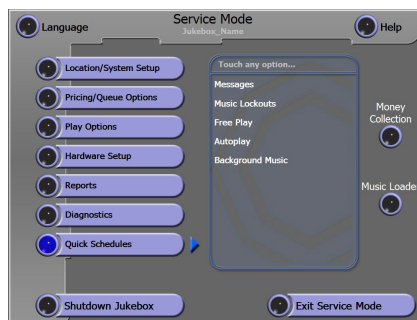 Service Mode
Jukebox_Name
Language
Help
Location/System Setup
Pricing/Queue Options
Play Options
Hardware Setup
Reports
Diagnostics
Quick Schedules
Touch any option...
Messages
Music Lockouts
Free Play
Autoplay
Background Music
Money
Collection
Music Loade
Shutdown Jukebox
Exit Service Mode